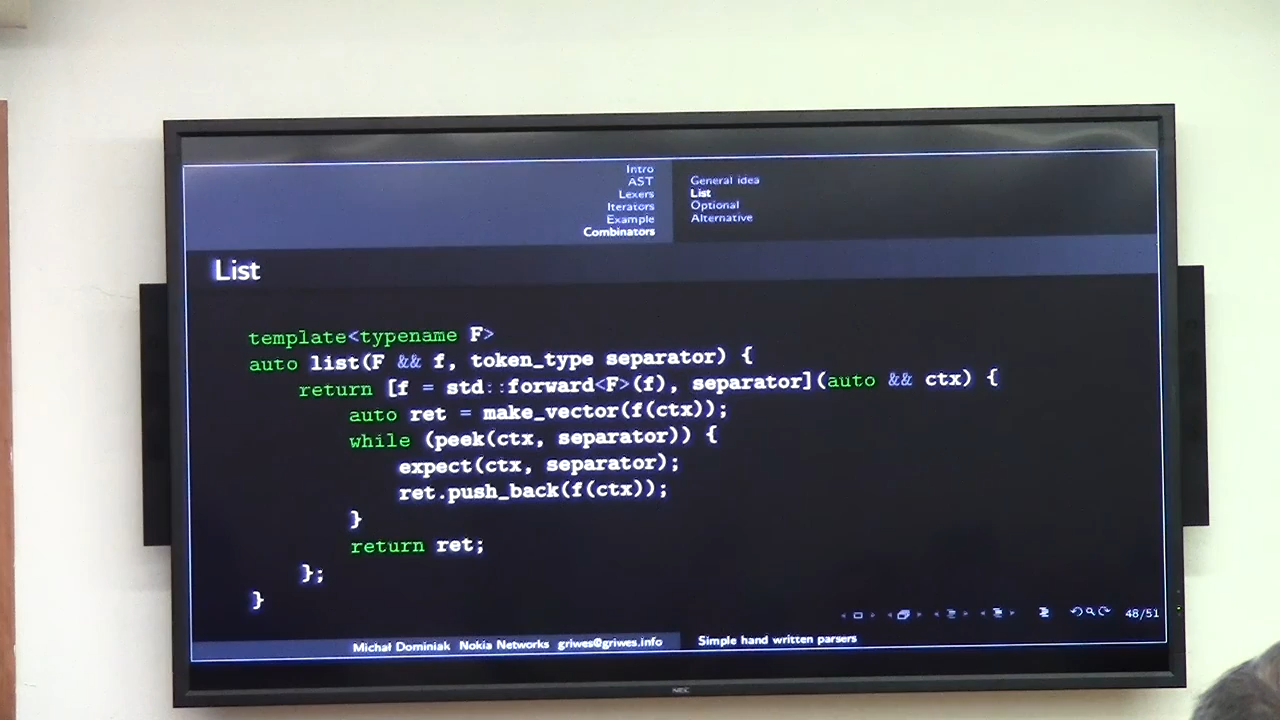 Intro
AST
Lexers
Iterators
Example
Combinators
General idea
List
Optional
Alternative
List
template<typename F>
auto list(F && f, token_type separator) {
return [f = std::forward<F>(f), separator](auto && ctx) {
auto ret = make_vector(f(ctx));
while (peek(ctx, separator)) {
expect(ctx, separator);
ret.push_back(f(ctx));
}
return ret;
};
}
48/51
Michał Dominiak Nokia Networks griwes@griwes.info
Simple hand written parsers
NEC